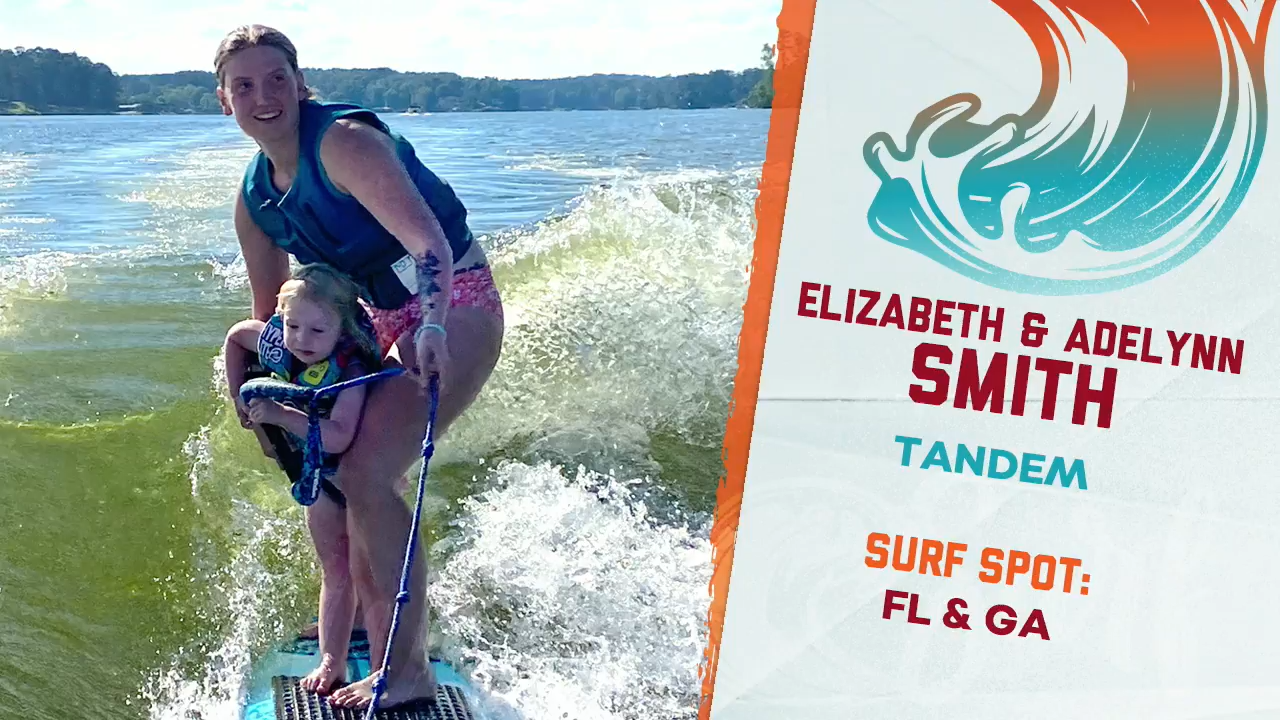 ELIZABETH & ADELYNN
SMITH
TANDEM
SURF SPOT:
FL & GA